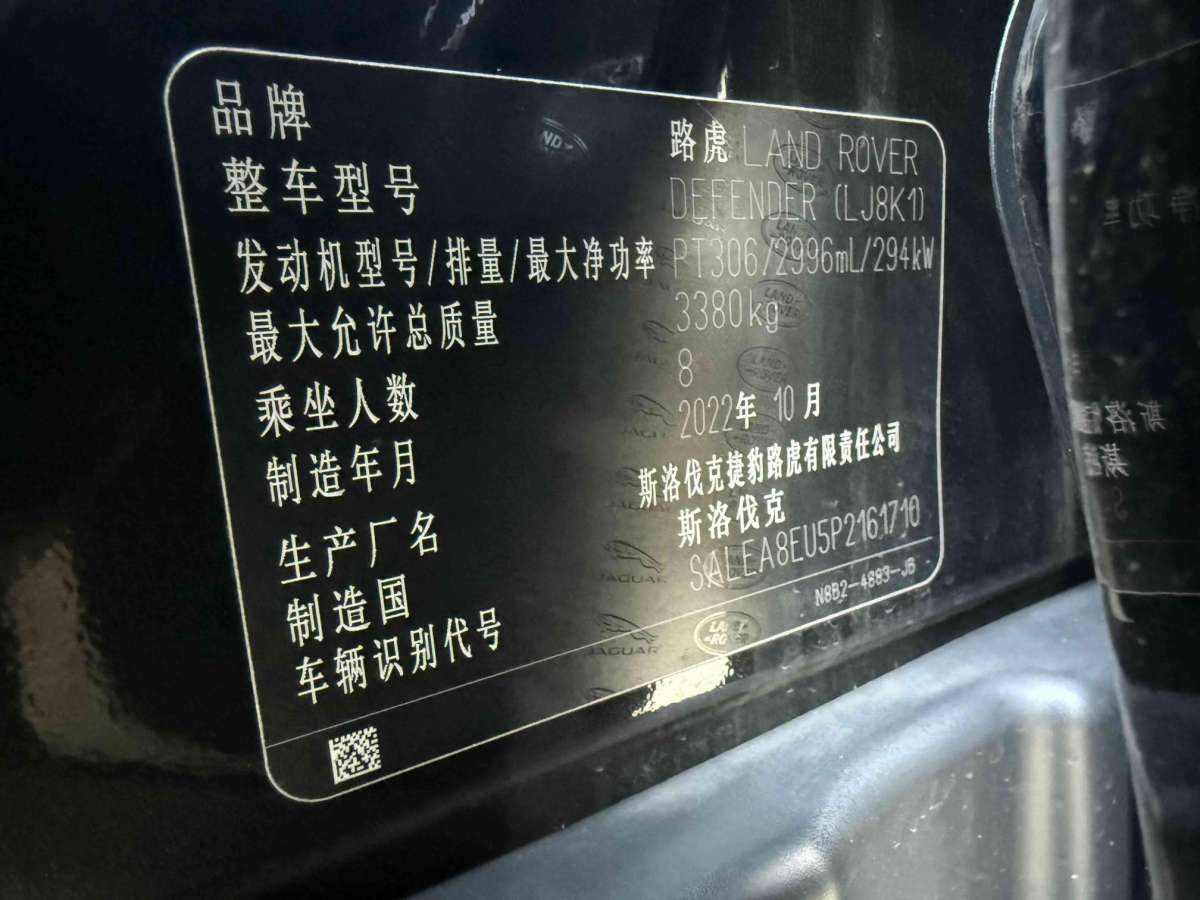 品牌 路虎 LAND ROVER
整车型号 DEFENDER (LJ8K1)
发动机型号/排量/最大净功率 PT306/2996mL/294kW
最大允许总质量 3380kg
乘坐人数 8
制造年月 2022年 10月
生产厂名 斯洛伐克捷豹路虎有限责任公司
制造国 斯洛伐克
车辆识别代号 SALEA8EU5P2161710
N8B2-4883-JB
JAGUAR
JAGUAR
LAND ROVER